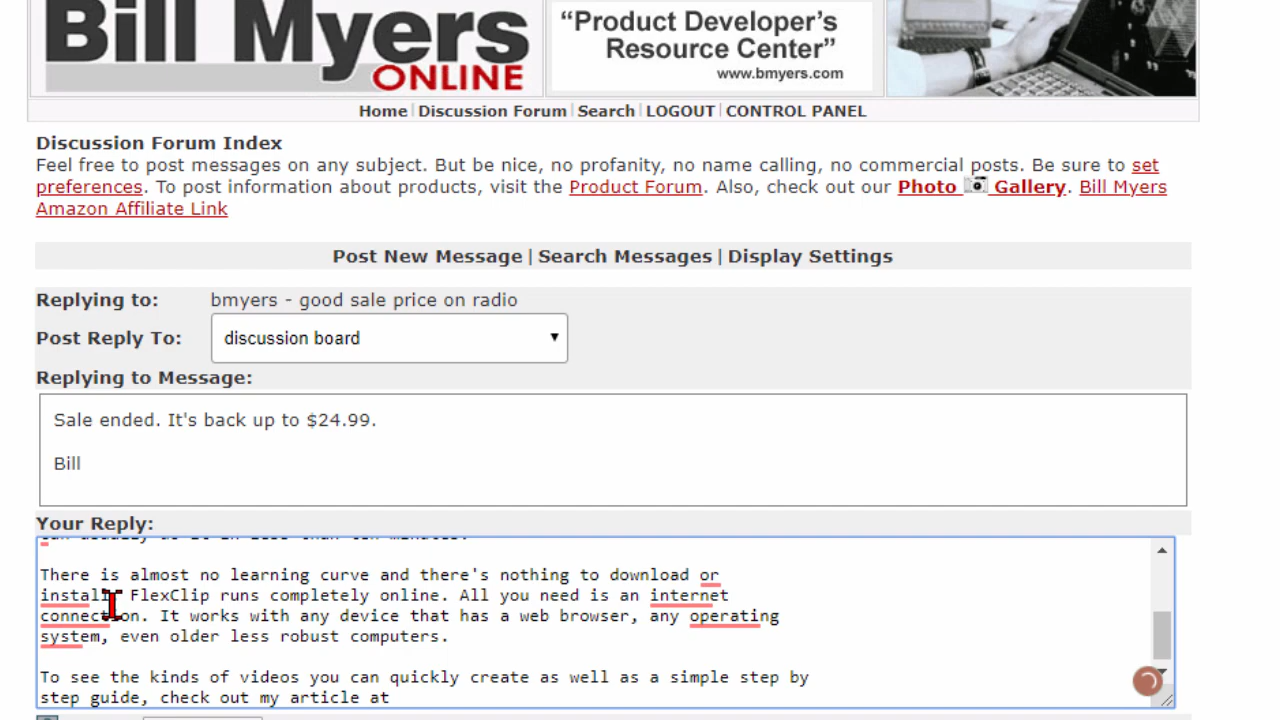 Bill Myers
ONLINE
“Product Developer’s
Resource Center”
www.bmyers.com
Home | Discussion Forum | Search | LOGOUT | CONTROL PANEL
Discussion Forum Index
Feel free to post messages on any subject. But be nice, no profanity, no name calling, no commercial posts. Be sure to set
preferences. To post information about products, visit the Product Forum. Also, check out our Photo Gallery. Bill Myers
Amazon Affiliate Link
Post New Message | Search Messages | Display Settings
Replying to: bmyers - good sale price on radio
Post Reply To: discussion board
Replying to Message:
Sale ended. It's back up to $24.99.
Bill
Your Reply:
There is almost no learning curve and there's nothing to download or
install. FlexClip runs completely online. All you need is an internet
connection. It works with any device that has a web browser, any operating
system, even older less robust computers.
To see the kinds of videos you can quickly create as well as a simple step by
step guide, check out my article at